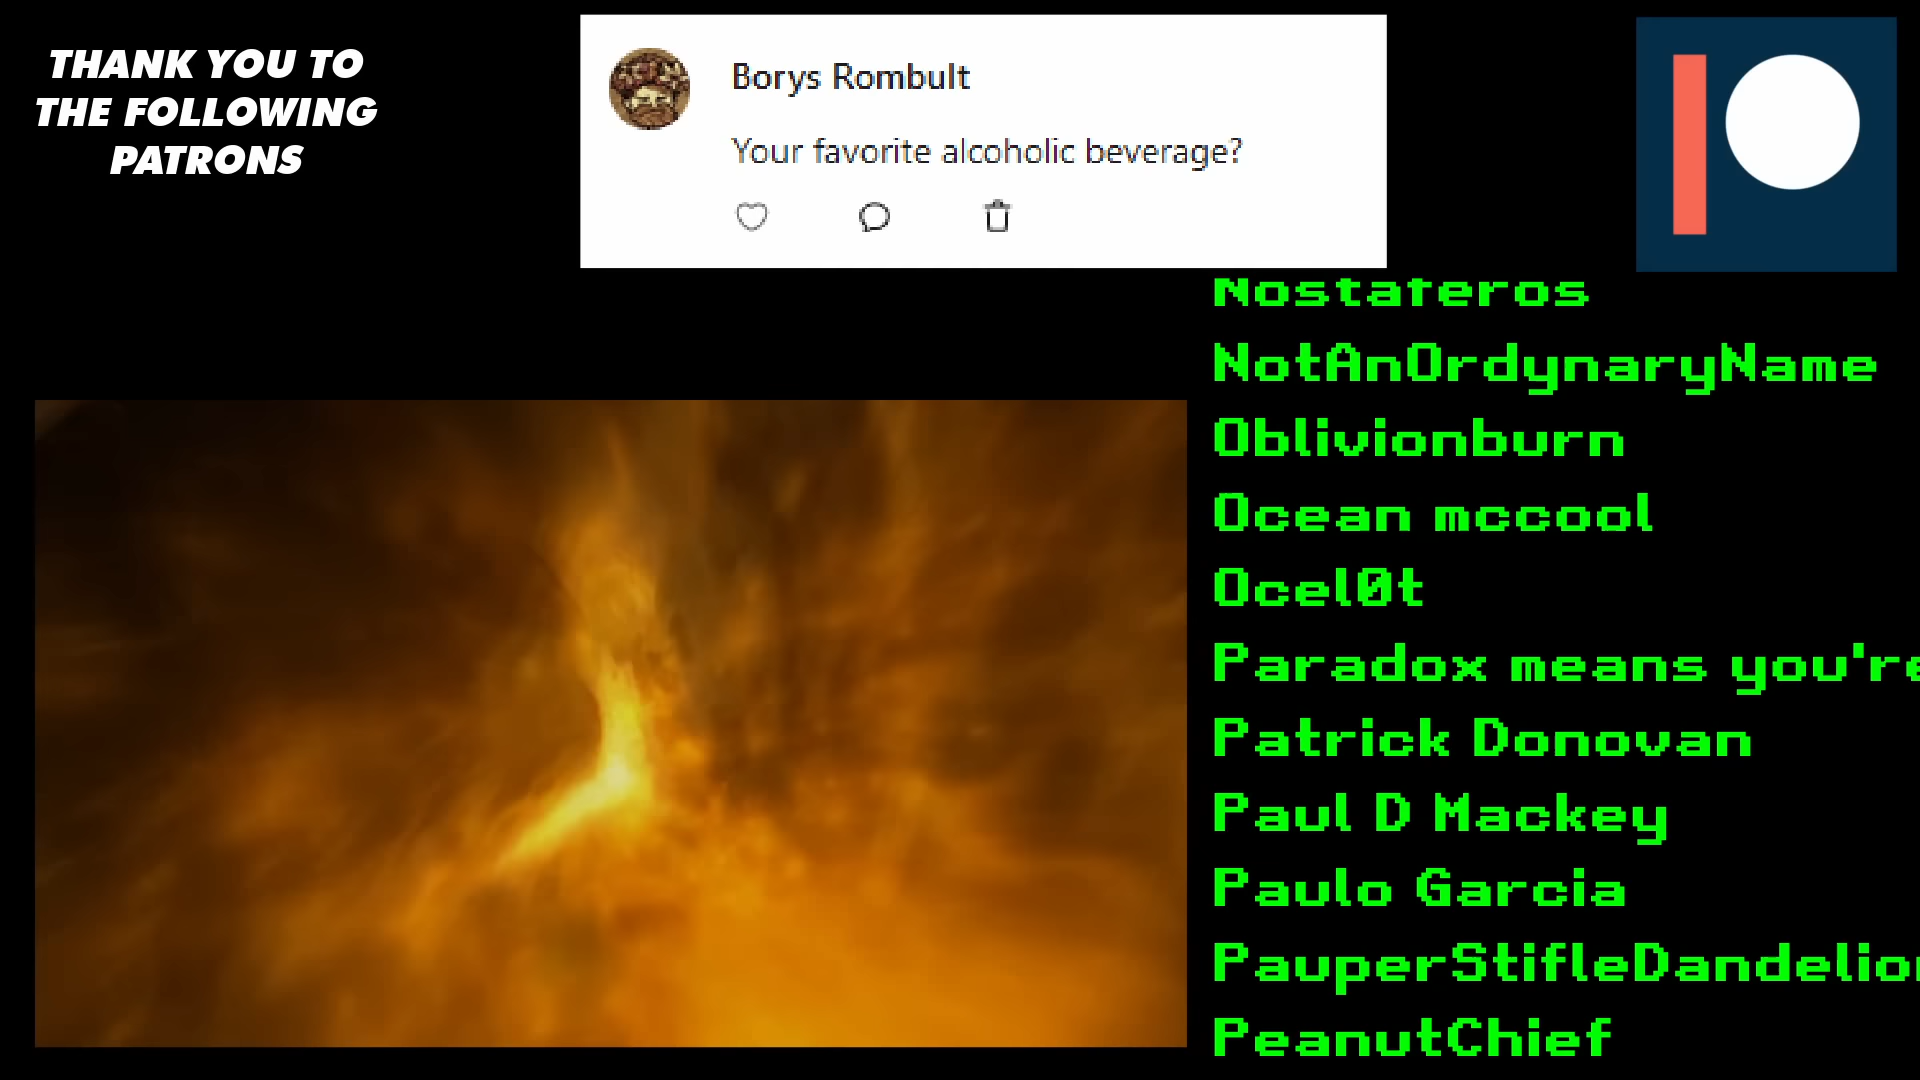 THANK YOU TO
THE FOLLOWING
PATRONS
Borys Rombult
Your favorite alcoholic beverage?
Nostateros
NotAnOrdynaryName
Oblivionburn
Ocean mccool
Ocel0t
Paradox means you're
Patrick Donovan
Paul D Mackey
Paulo Garcia
PauperStifleDandelion
PeanutChief